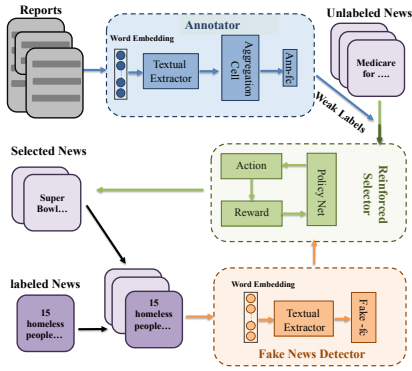 Reports
Annotator
Unlabeled News
Word Embedding
Textual
Extractor
Aggregation
Cell
Ann-fc
Medicare
for ....
Weak Labels
Selected News
Super
Bowl...
Action
Reward
Policy Net
Reinforced
Selector
labeled News
15
homeless
people...
15
homeless
people...
Word Embedding
Textual
Extractor
Fake -fc
Fake News Detector